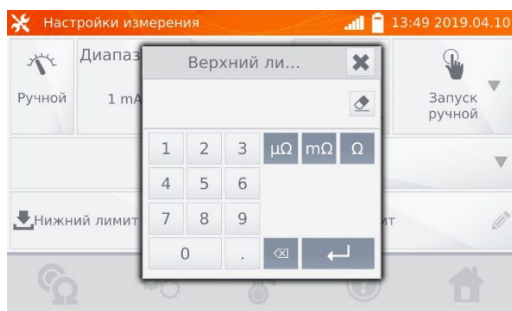 Настройки измерения 13:49 2019.04.10
Диапаз
Верхний ли...
Ручной
1 mA
Запуск
ручной
1 2 3 µΩ mΩ Ω
4 5 6
7 8 9
0 .
Нижний лимит
ит